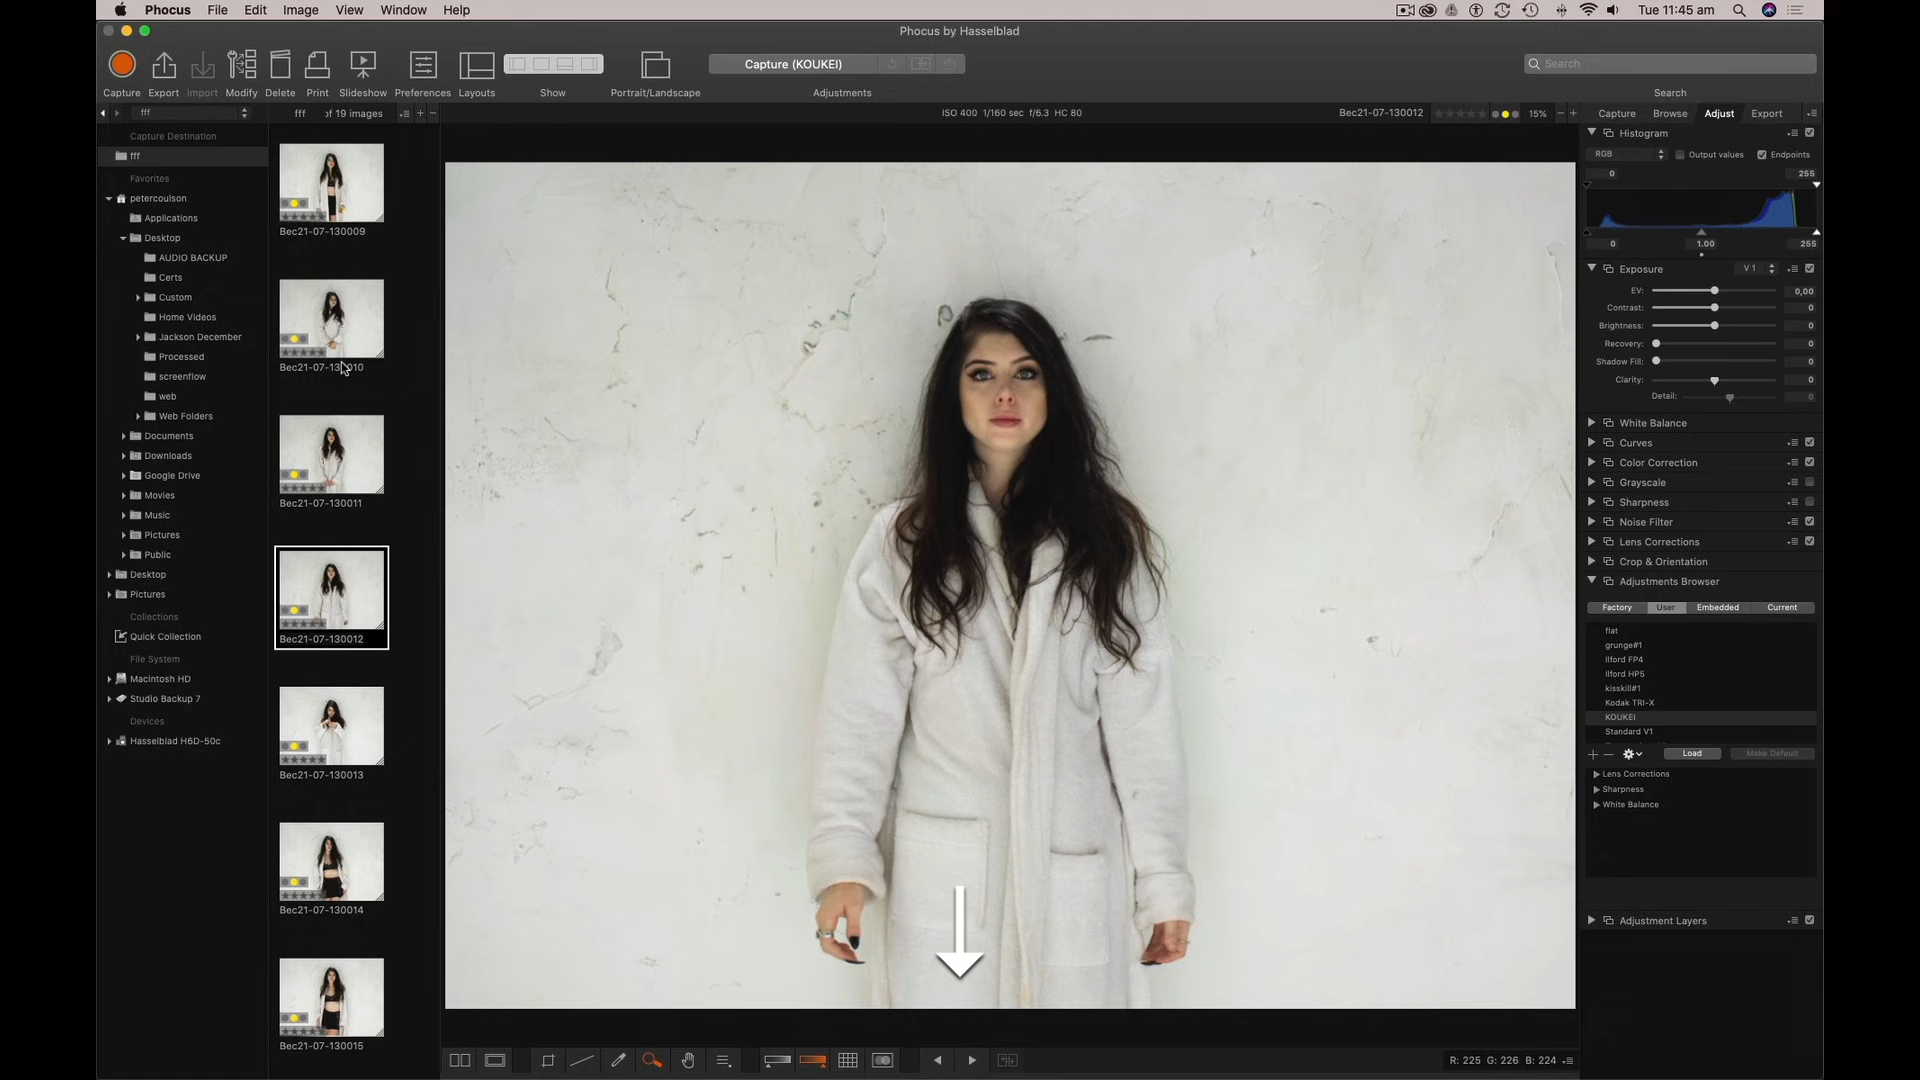 Phocus File Edit Image View Window Help
Tue 11:45 am
Phocus by Hasselblad
Capture (KOUKEI)
Search
Capture Export Import Modify Delete Print Slideshow Preferences Layouts Show Portrait/Landscape Adjustments Search
fff
fff of 19 images
ISO 400 1/160 sec f/6.3 HC 80
Bec21-07-130012
15%
Capture Browse Adjust Export
Capture Destination
fff
Favorites
petercoulson
Applications
Desktop
AUDIO BACKUP
Certs
Custom
Home Videos
Jackson December
Processed
screenflow
web
Web Folders
Documents
Downloads
Google Drive
Movies
Music
Pictures
Public
Desktop
Pictures
Collections
Quick Collection
File System
Macintosh HD
Studio Backup 7
Devices
Hasselblad H6D-50c
Bec21-07-130009
Bec21-07-130010
Bec21-07-130011
Bec21-07-130012
Bec21-07-130013
Bec21-07-130014
Bec21-07-130015
Histogram
RGB Output values Endpoints
0 255
0 1.00 255
Exposure V 1
EV: 0,00
Contrast: 0
Brightness: 0
Recovery: 0
Shadow Fill: 0
Clarity: 0
Detail: 0
White Balance
Curves
Color Correction
Grayscale
Sharpness
Noise Filter
Lens Corrections
Crop & Orientation
Adjustments Browser
Factory User Embedded Current
flat
grunge#1
Ilford FP4
Ilford HP5
kisskill#1
Kodak TRI-X
KOUKEI
Standard V1
Load Make Default
Lens Corrections
Sharpness
White Balance
Adjustment Layers
R: 225 G: 226 B: 224